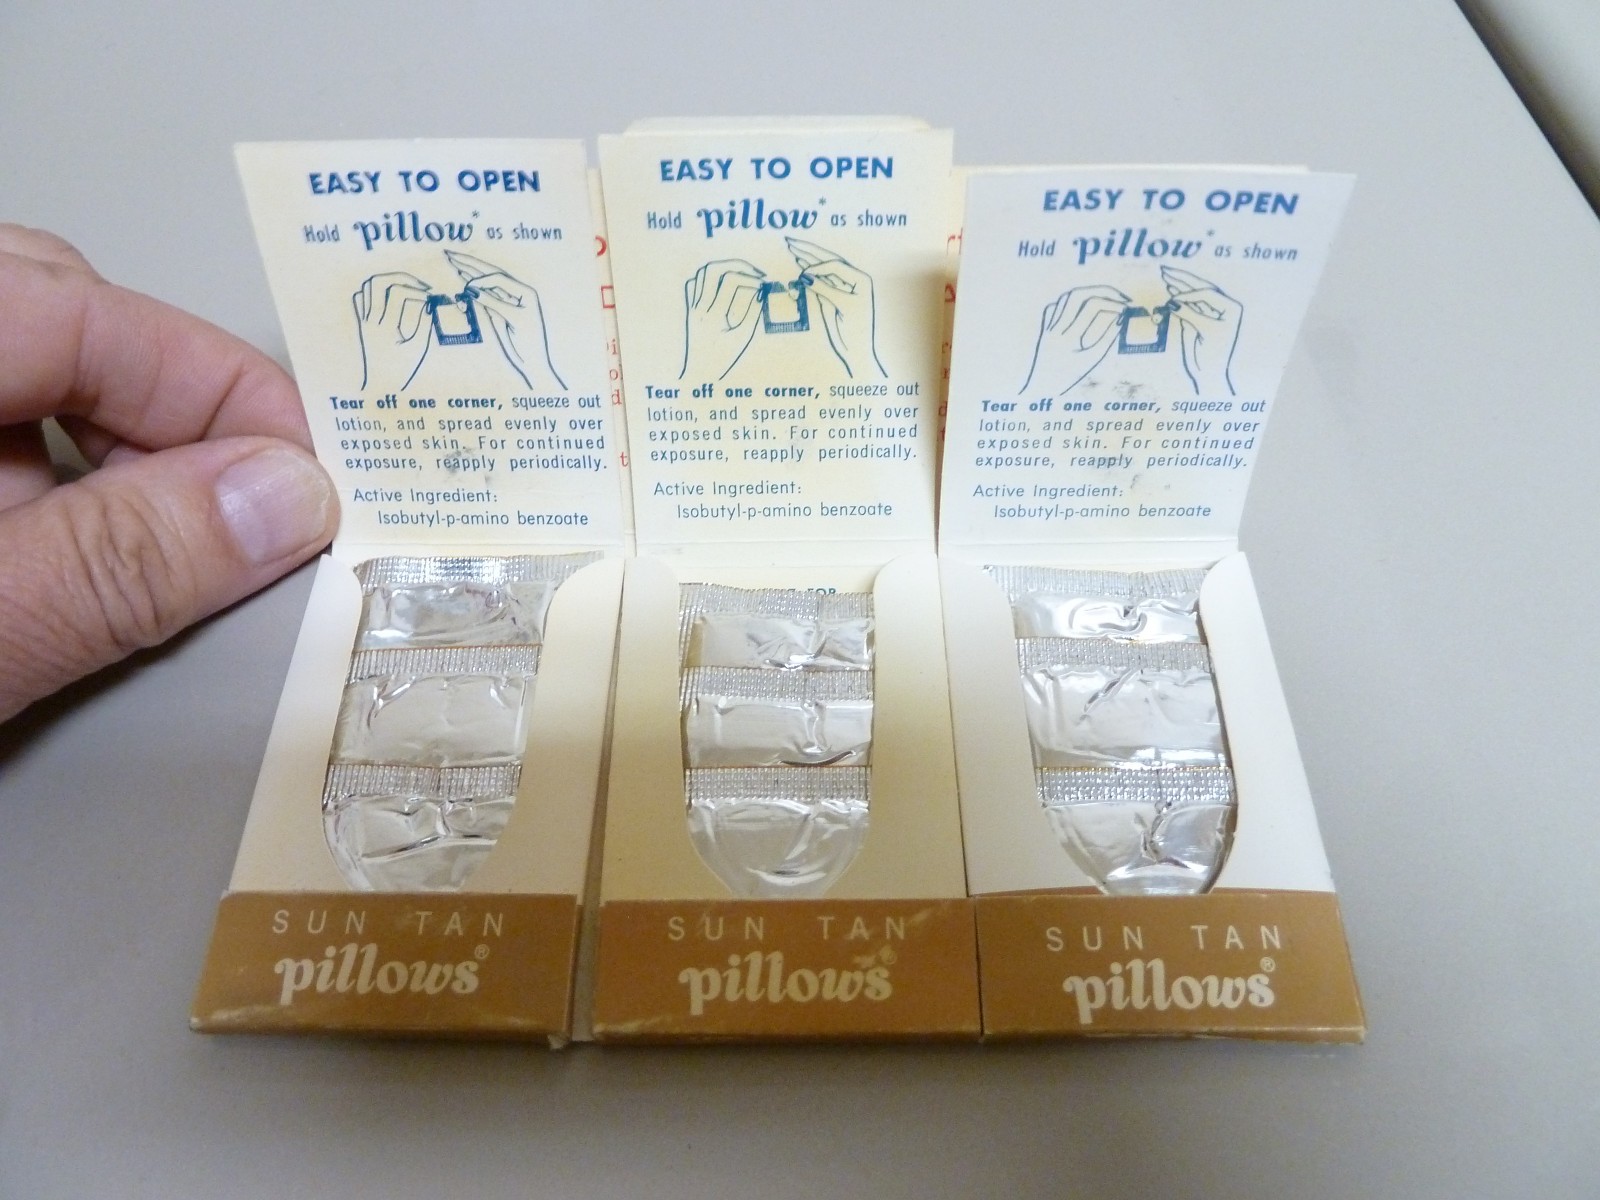 EASY TO OPEN
Hold pillow* as shown
Tear off one corner, squeeze out
lotion, and spread evenly over
exposed skin. For continued
exposure, reapply periodically.
Active Ingredient:
Isobutyl-p-amino benzoate
SUN TAN
pillows®
EASY TO OPEN
Hold pillow* as shown
Tear off one corner, squeeze out
lotion, and spread evenly over
exposed skin. For continued
exposure, reapply periodically.
Active Ingredient:
Isobutyl-p-amino benzoate
FOR
SUN TAN
pillows®
EASY TO OPEN
Hold pillow* as shown
Tear off one corner, squeeze out
lotion, and spread evenly over
exposed skin. For continued
exposure, reapply periodically.
Active Ingredient:
Isobutyl-p-amino benzoate
SUN TAN
pillows®